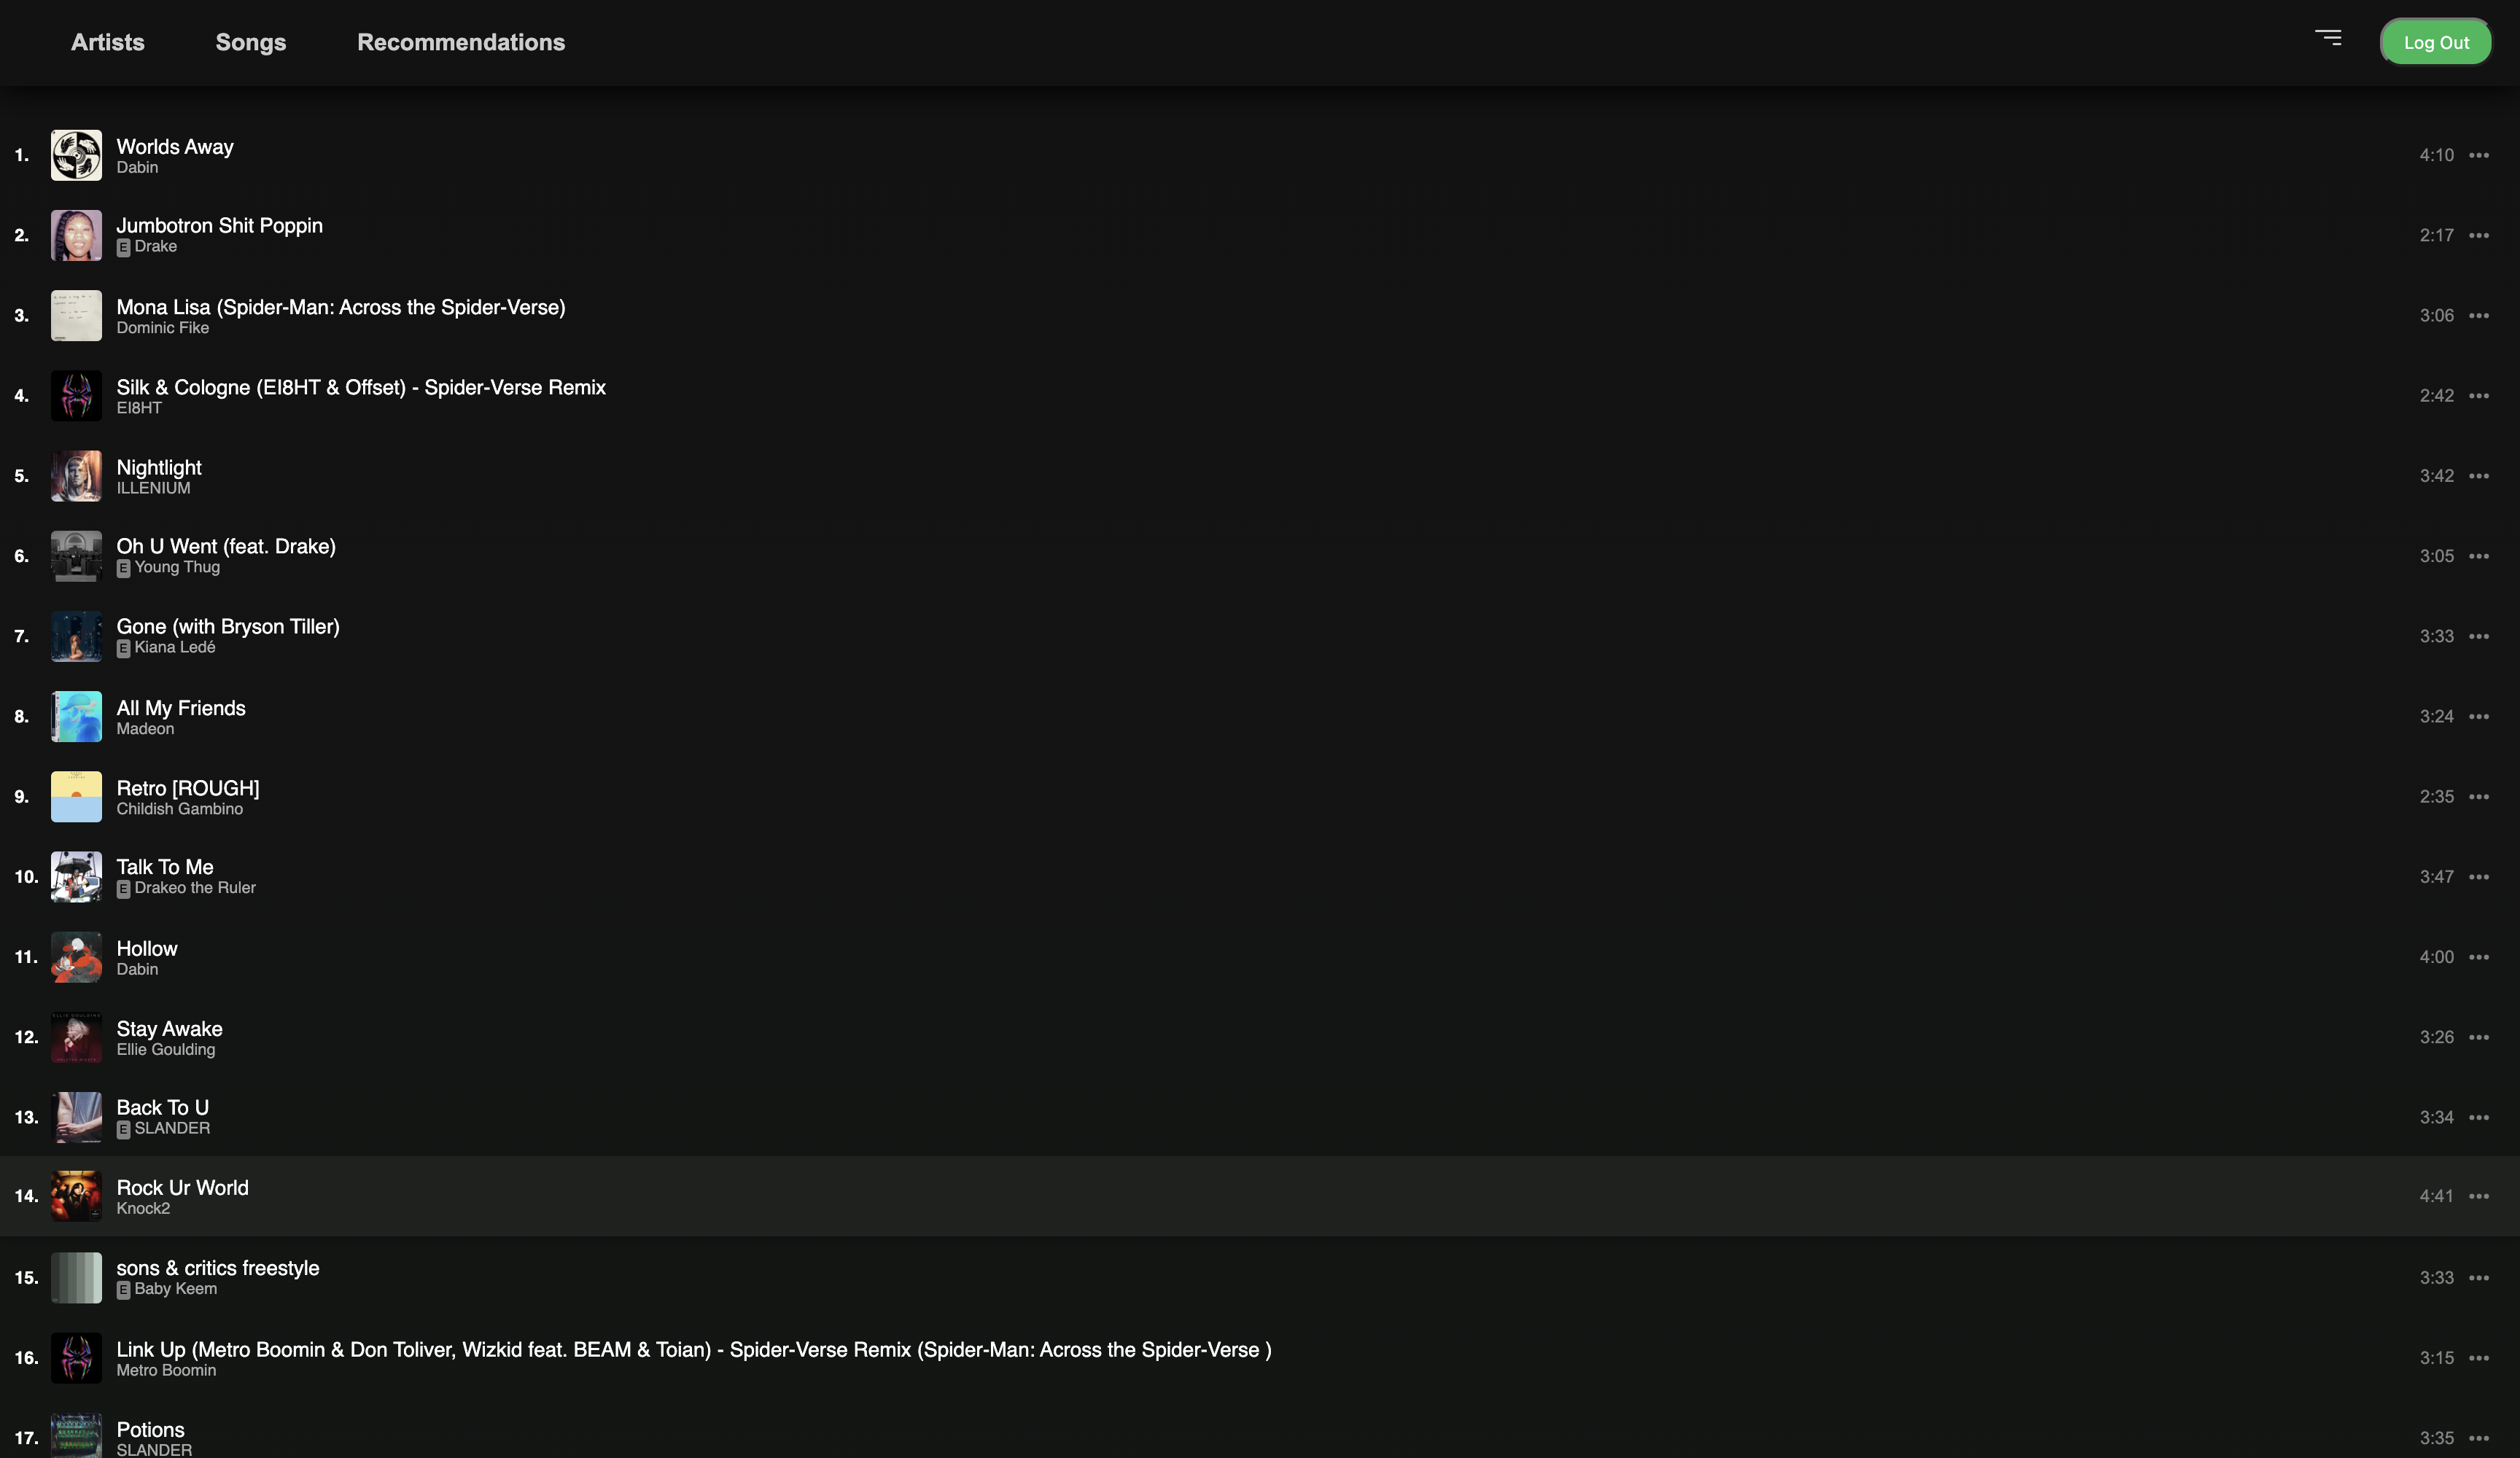 Artists Songs Recommendations Log Out
1. Worlds Away 4:10
Dabin
2. Jumbotron Shit Poppin 2:17
E Drake
3. Mona Lisa (Spider-Man: Across the Spider-Verse) 3:06
Dominic Fike
4. Silk & Cologne (EI8HT & Offset) - Spider-Verse Remix 2:42
EI8HT
5. Nightlight 3:42
ILLENIUM
6. Oh U Went (feat. Drake) 3:05
E Young Thug
7. Gone (with Bryson Tiller) 3:33
E Kiana Ledé
8. All My Friends 3:24
Madeon
9. Retro [ROUGH] 2:35
Childish Gambino
10. Talk To Me 3:47
E Drakeo the Ruler
11. Hollow 4:00
Dabin
12. Stay Awake 3:26
Ellie Goulding
13. Back To U 3:34
E SLANDER
14. Rock Ur World 4:41
Knock2
15. sons & critics freestyle 3:33
E Baby Keem
16. Link Up (Metro Boomin & Don Toliver, Wizkid feat. BEAM & Toian) - Spider-Verse Remix (Spider-Man: Across the Spider-Verse ) 3:15
Metro Boomin
17. Potions 3:35
SLANDER